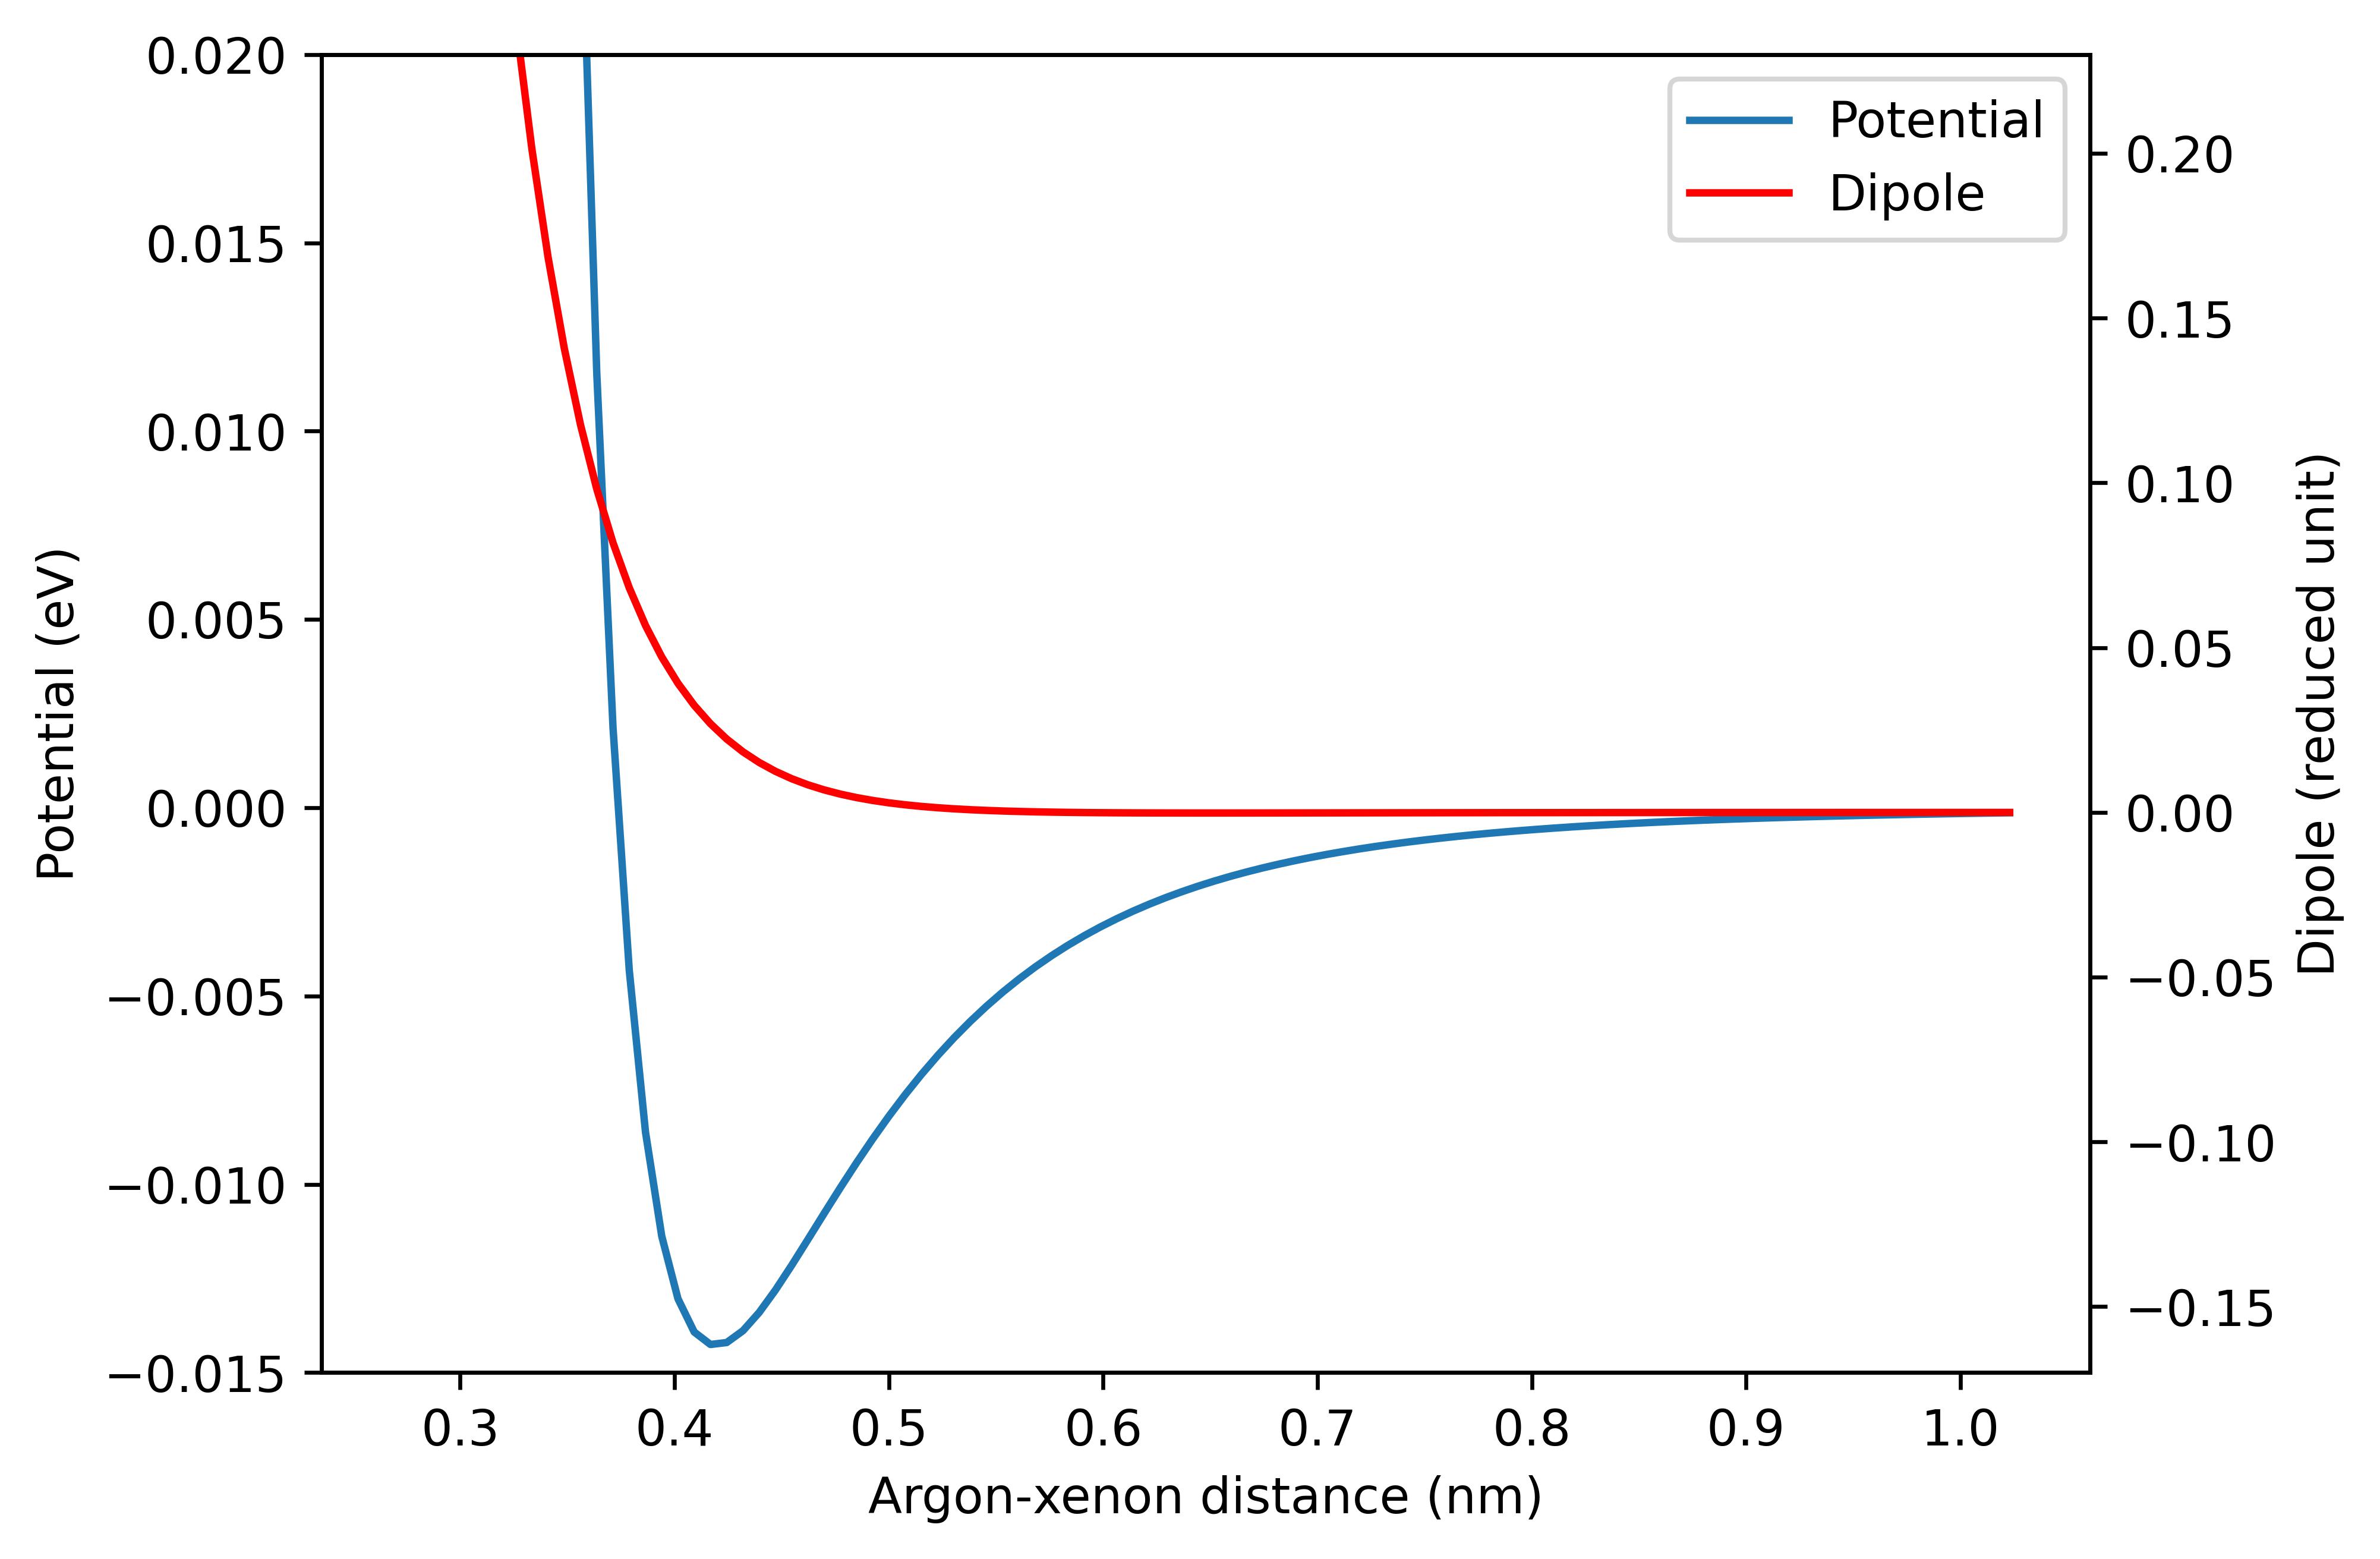 0.020
0.015
0.010
0.005
0.000
−0.005
−0.010
−0.015
Potential (eV)
Potential
Dipole
0.20
0.15
0.10
0.05
0.00
−0.05
−0.10
−0.15
Dipole (reduced unit)
0.3 0.4 0.5 0.6 0.7 0.8 0.9 1.0
Argon-xenon distance (nm)